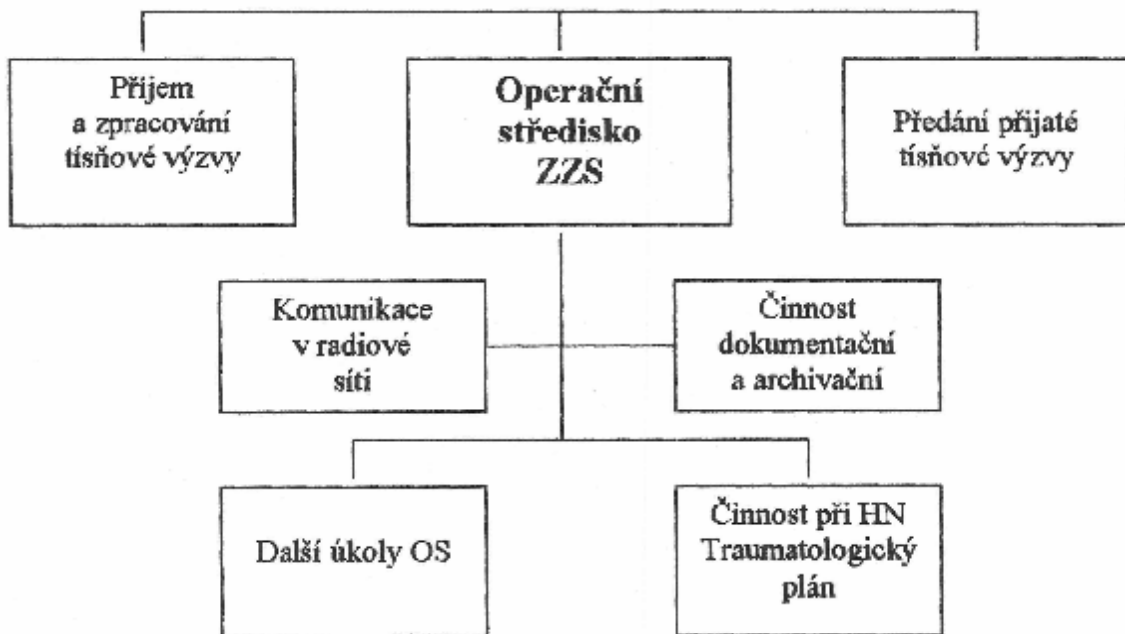 Příjem
a zpracování
tísňové výzvy
Operační
středisko
ZZS
Předání přijaté
tísňové výzvy
Komunikace
v radiové
síti
Činnost
dokumentační
a archivační
Další úkoly OS
Činnost při HN
Traumatologický
plán